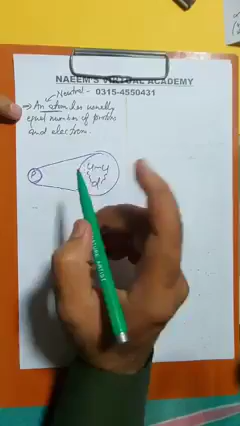 NAEEM'S VIRTUAL ACADEMY
Neutral - 0315-4550431
⇒ An atom has usually
equal number of protons
and electrons.
P
u u
d